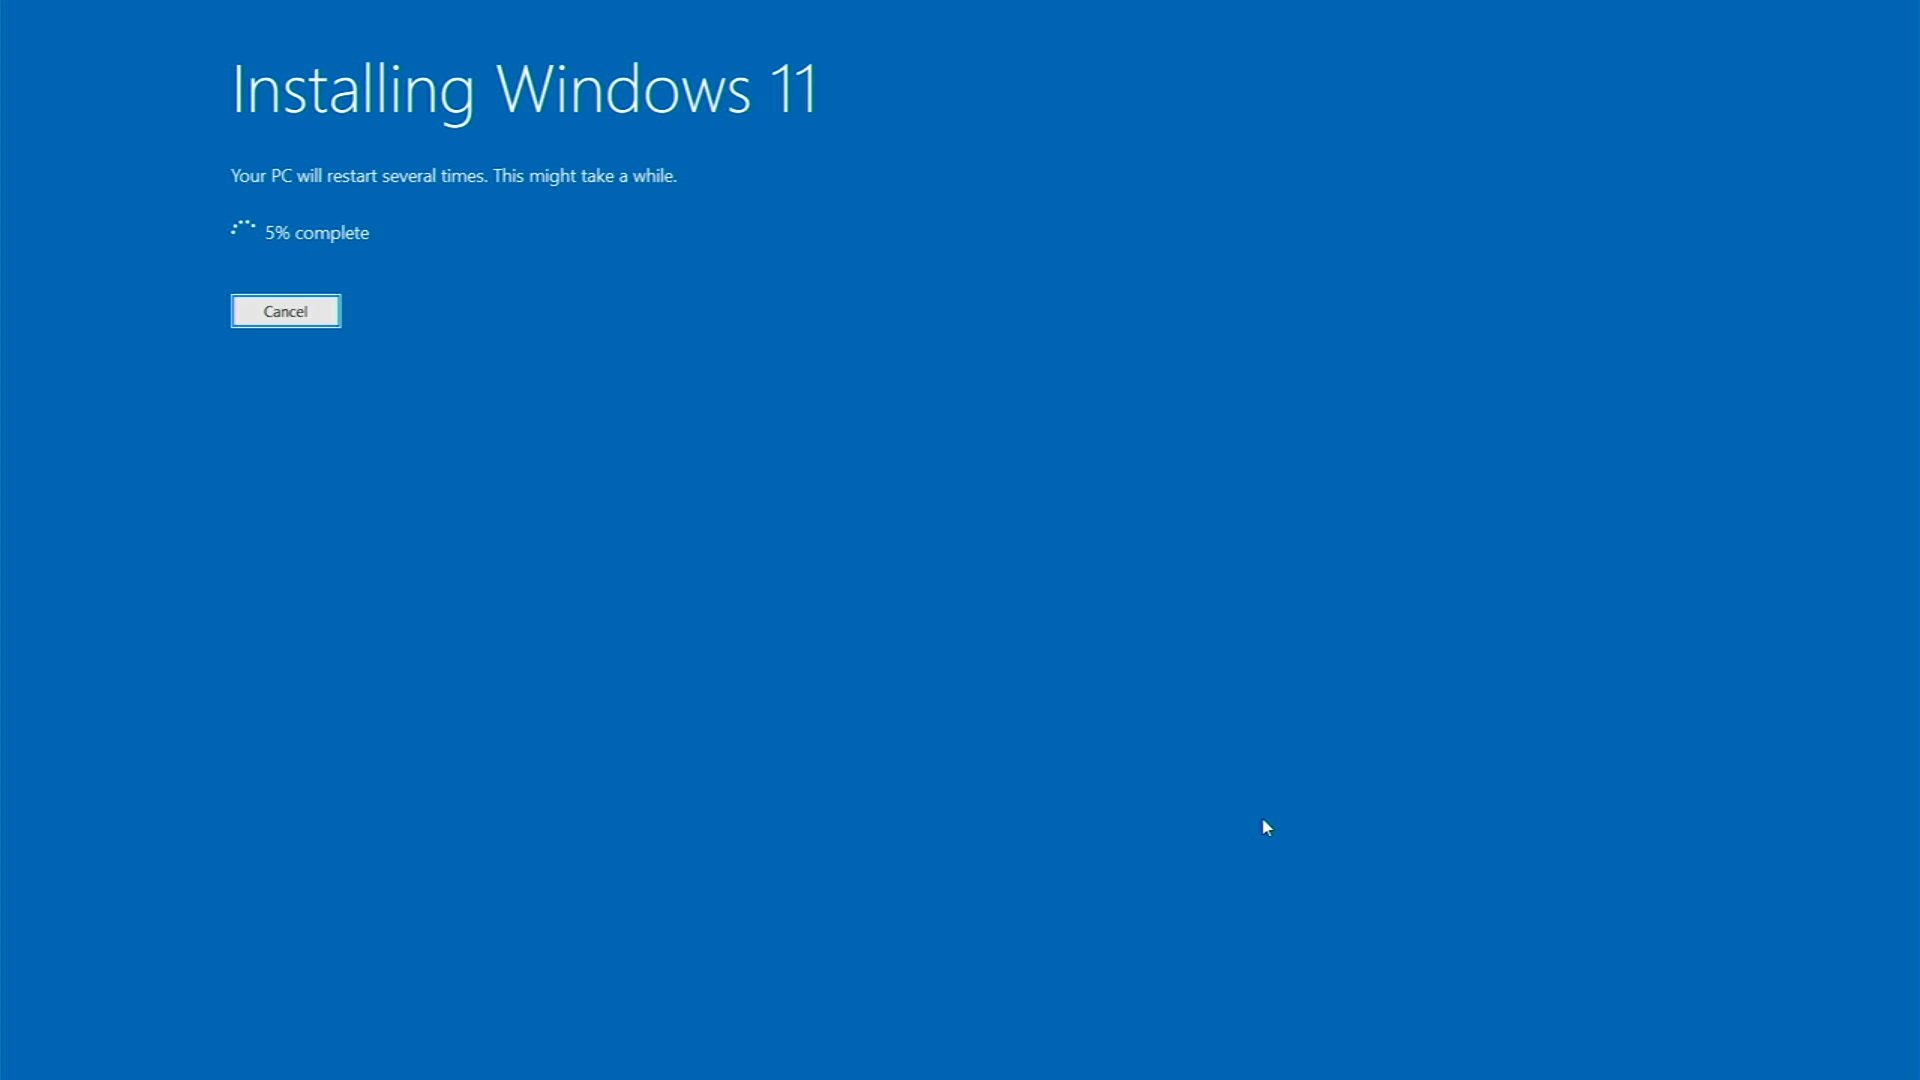 Installing Windows 11
Your PC will restart several times. This might take a while.
5% complete
Cancel